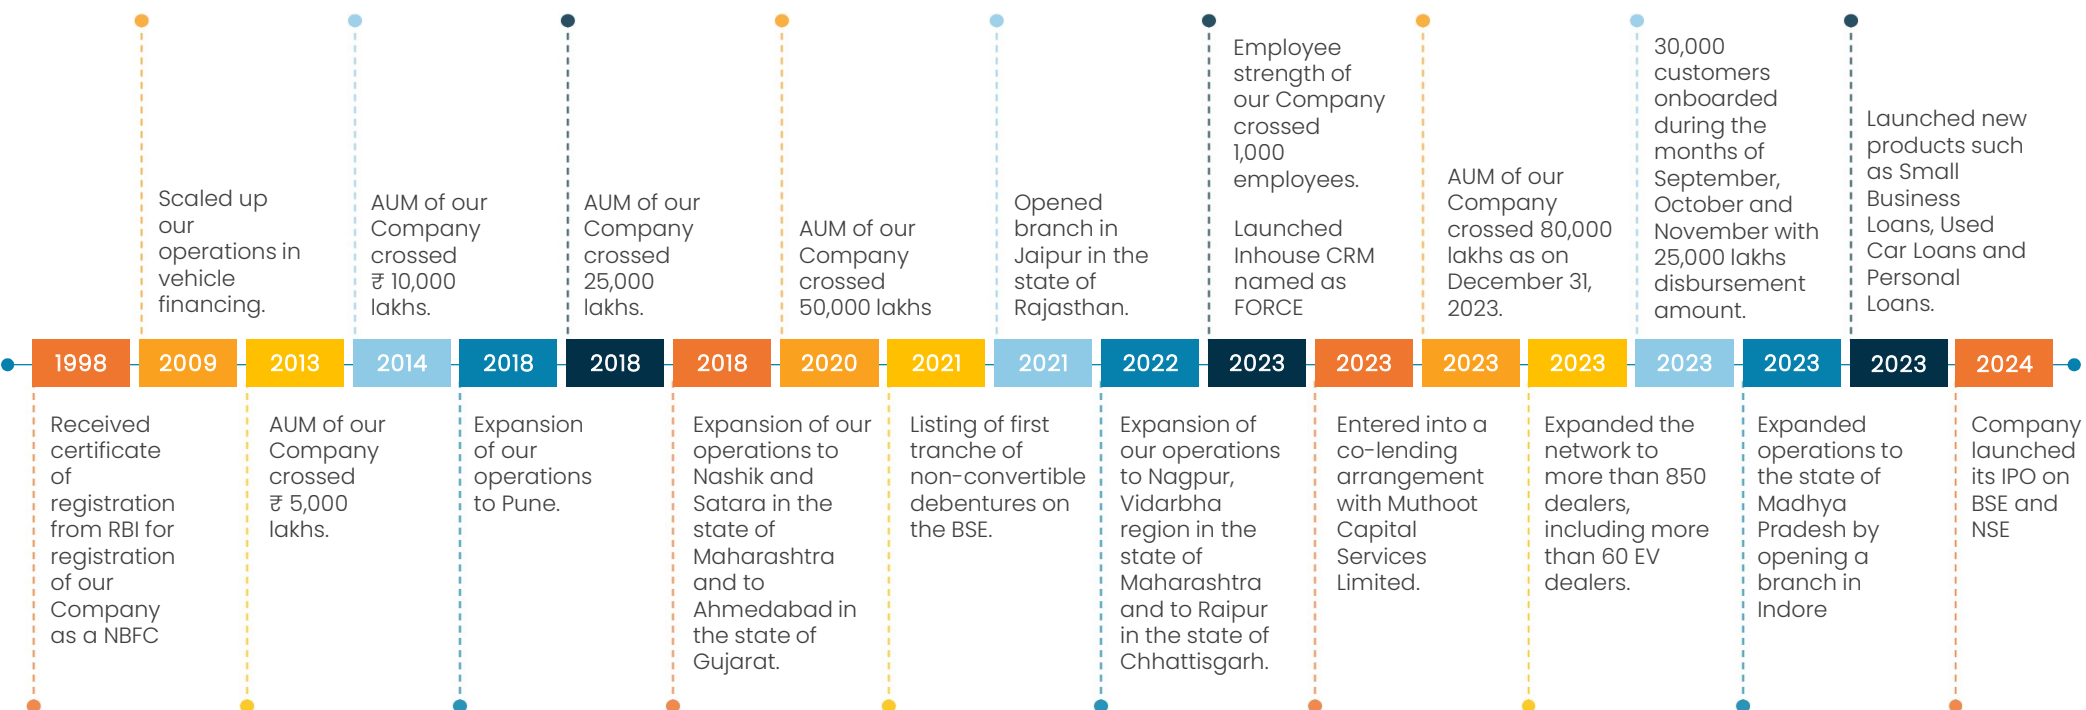 Scaled up
our
operations in
vehicle
financing.
AUM of our
Company
crossed
₹ 10,000
lakhs.
AUM of our
Company
crossed
25,000
lakhs.
AUM of our
Company
crossed
50,000 lakhs
Opened
branch in
Jaipur in the
state of
Rajasthan.
Employee
strength of
our Company
crossed
1,000
employees.
Launched
Inhouse CRM
named as
FORCE
AUM of our
Company
crossed 80,000
lakhs as on
December 31,
2023.
30,000
customers
onboarded
during the
months of
September,
October and
November with
25,000 lakhs
disbursement
amount.
Launched new
products such
as Small
Business
Loans, Used
Car Loans and
Personal
Loans.
1998 2009 2013 2014 2018 2018 2018 2020 2021 2021 2022 2023 2023 2023 2023 2023 2023 2023 2024
Received
certificate
of
registration
from RBI for
registration
of our
Company
as a NBFC
AUM of our
Company
crossed
₹ 5,000
lakhs.
Expansion
of our
operations
to Pune.
Expansion of our
operations to
Nashik and
Satara in the
state of
Maharashtra
and to
Ahmedabad in
the state of
Gujarat.
Listing of first
tranche of
non-convertible
debentures on
the BSE.
Expansion of
our operations
to Nagpur,
Vidarbha
region in the
state of
Maharashtra
and to Raipur
in the state of
Chhattisgarh.
Entered into a
co-lending
arrangement
with Muthoot
Capital
Services
Limited.
Expanded the
network to
more than 850
dealers,
including more
than 60 EV
dealers.
Expanded
operations to
the state of
Madhya
Pradesh by
opening a
branch in
Indore
Company
launched
its IPO on
BSE and
NSE